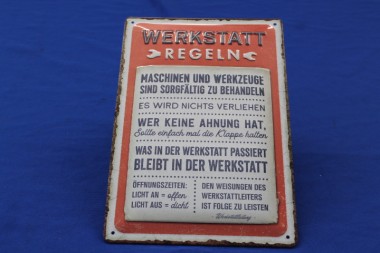 WERKSTATT
REGELN
MASCHINEN UND WERKZEUGE
SIND SORGFÄLTIG ZU BEHANDELN
ES WIRD NICHTS VERLIEHEN
WER KEINE AHNUNG HAT,
Sollte einfach mal die Klappe halten
WAS IN DER WERKSTATT PASSIERT
BLEIBT IN DER WERKSTATT
ÖFFNUNGSZEITEN:
LICHT AN = offen
LICHT AUS = dicht
DEN WEISUNGEN DES
WERKSTATTLEITERS
IST FOLGE ZU LEISTEN